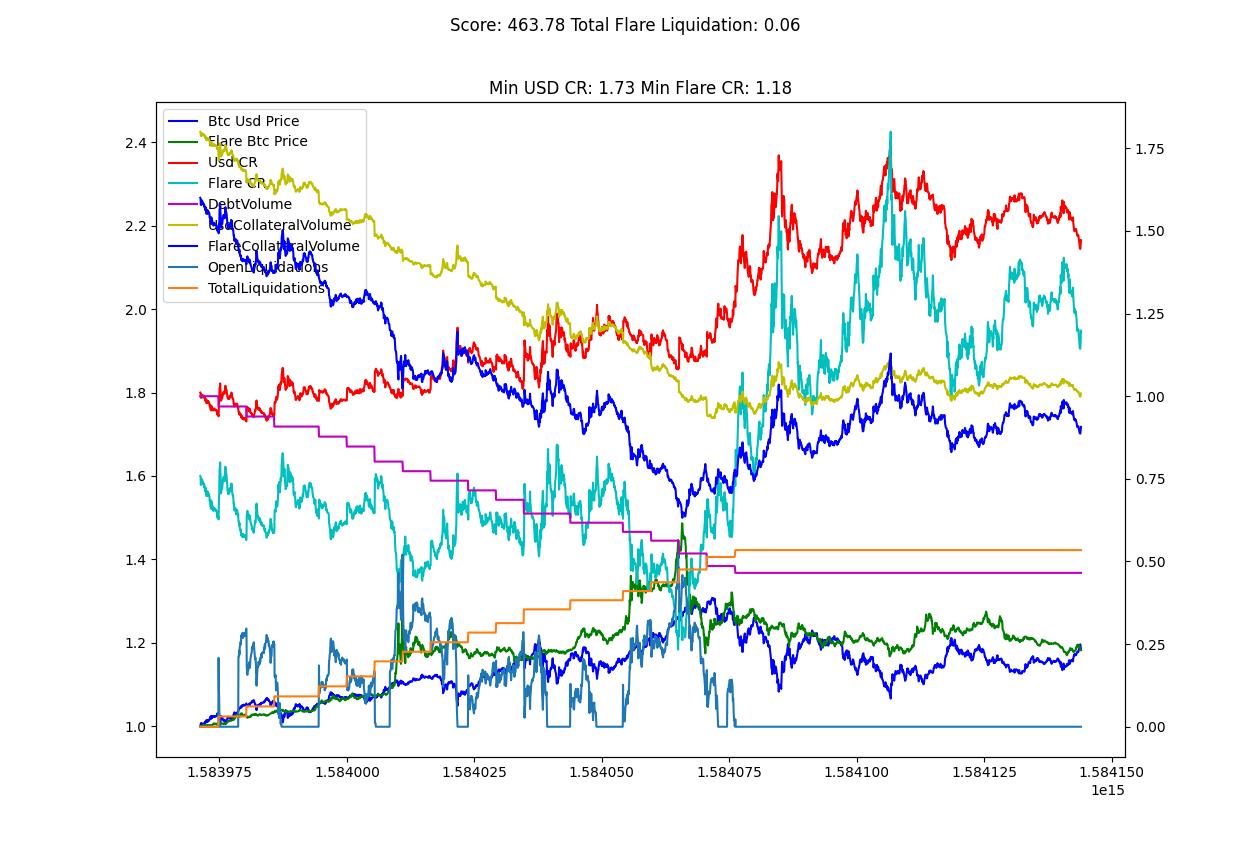 Score: 463.78 Total Flare Liquidation: 0.06
Min USD CR: 1.73 Min Flare CR: 1.18
Btc Usd Price
Flare Btc Price
Usd CR
Flare CR
DebtVolume
UsdCollateralVolume
FlareCollateralVolume
OpenLiquidations
TotalLiquidations
2.4
2.2
2.0
1.8
1.6
1.4
1.2
1.0
1.75
1.50
1.25
1.00
0.75
0.50
0.25
0.00
1.583975 1.584000 1.584025 1.584050 1.584075 1.584100 1.584125 1.584150
1e15